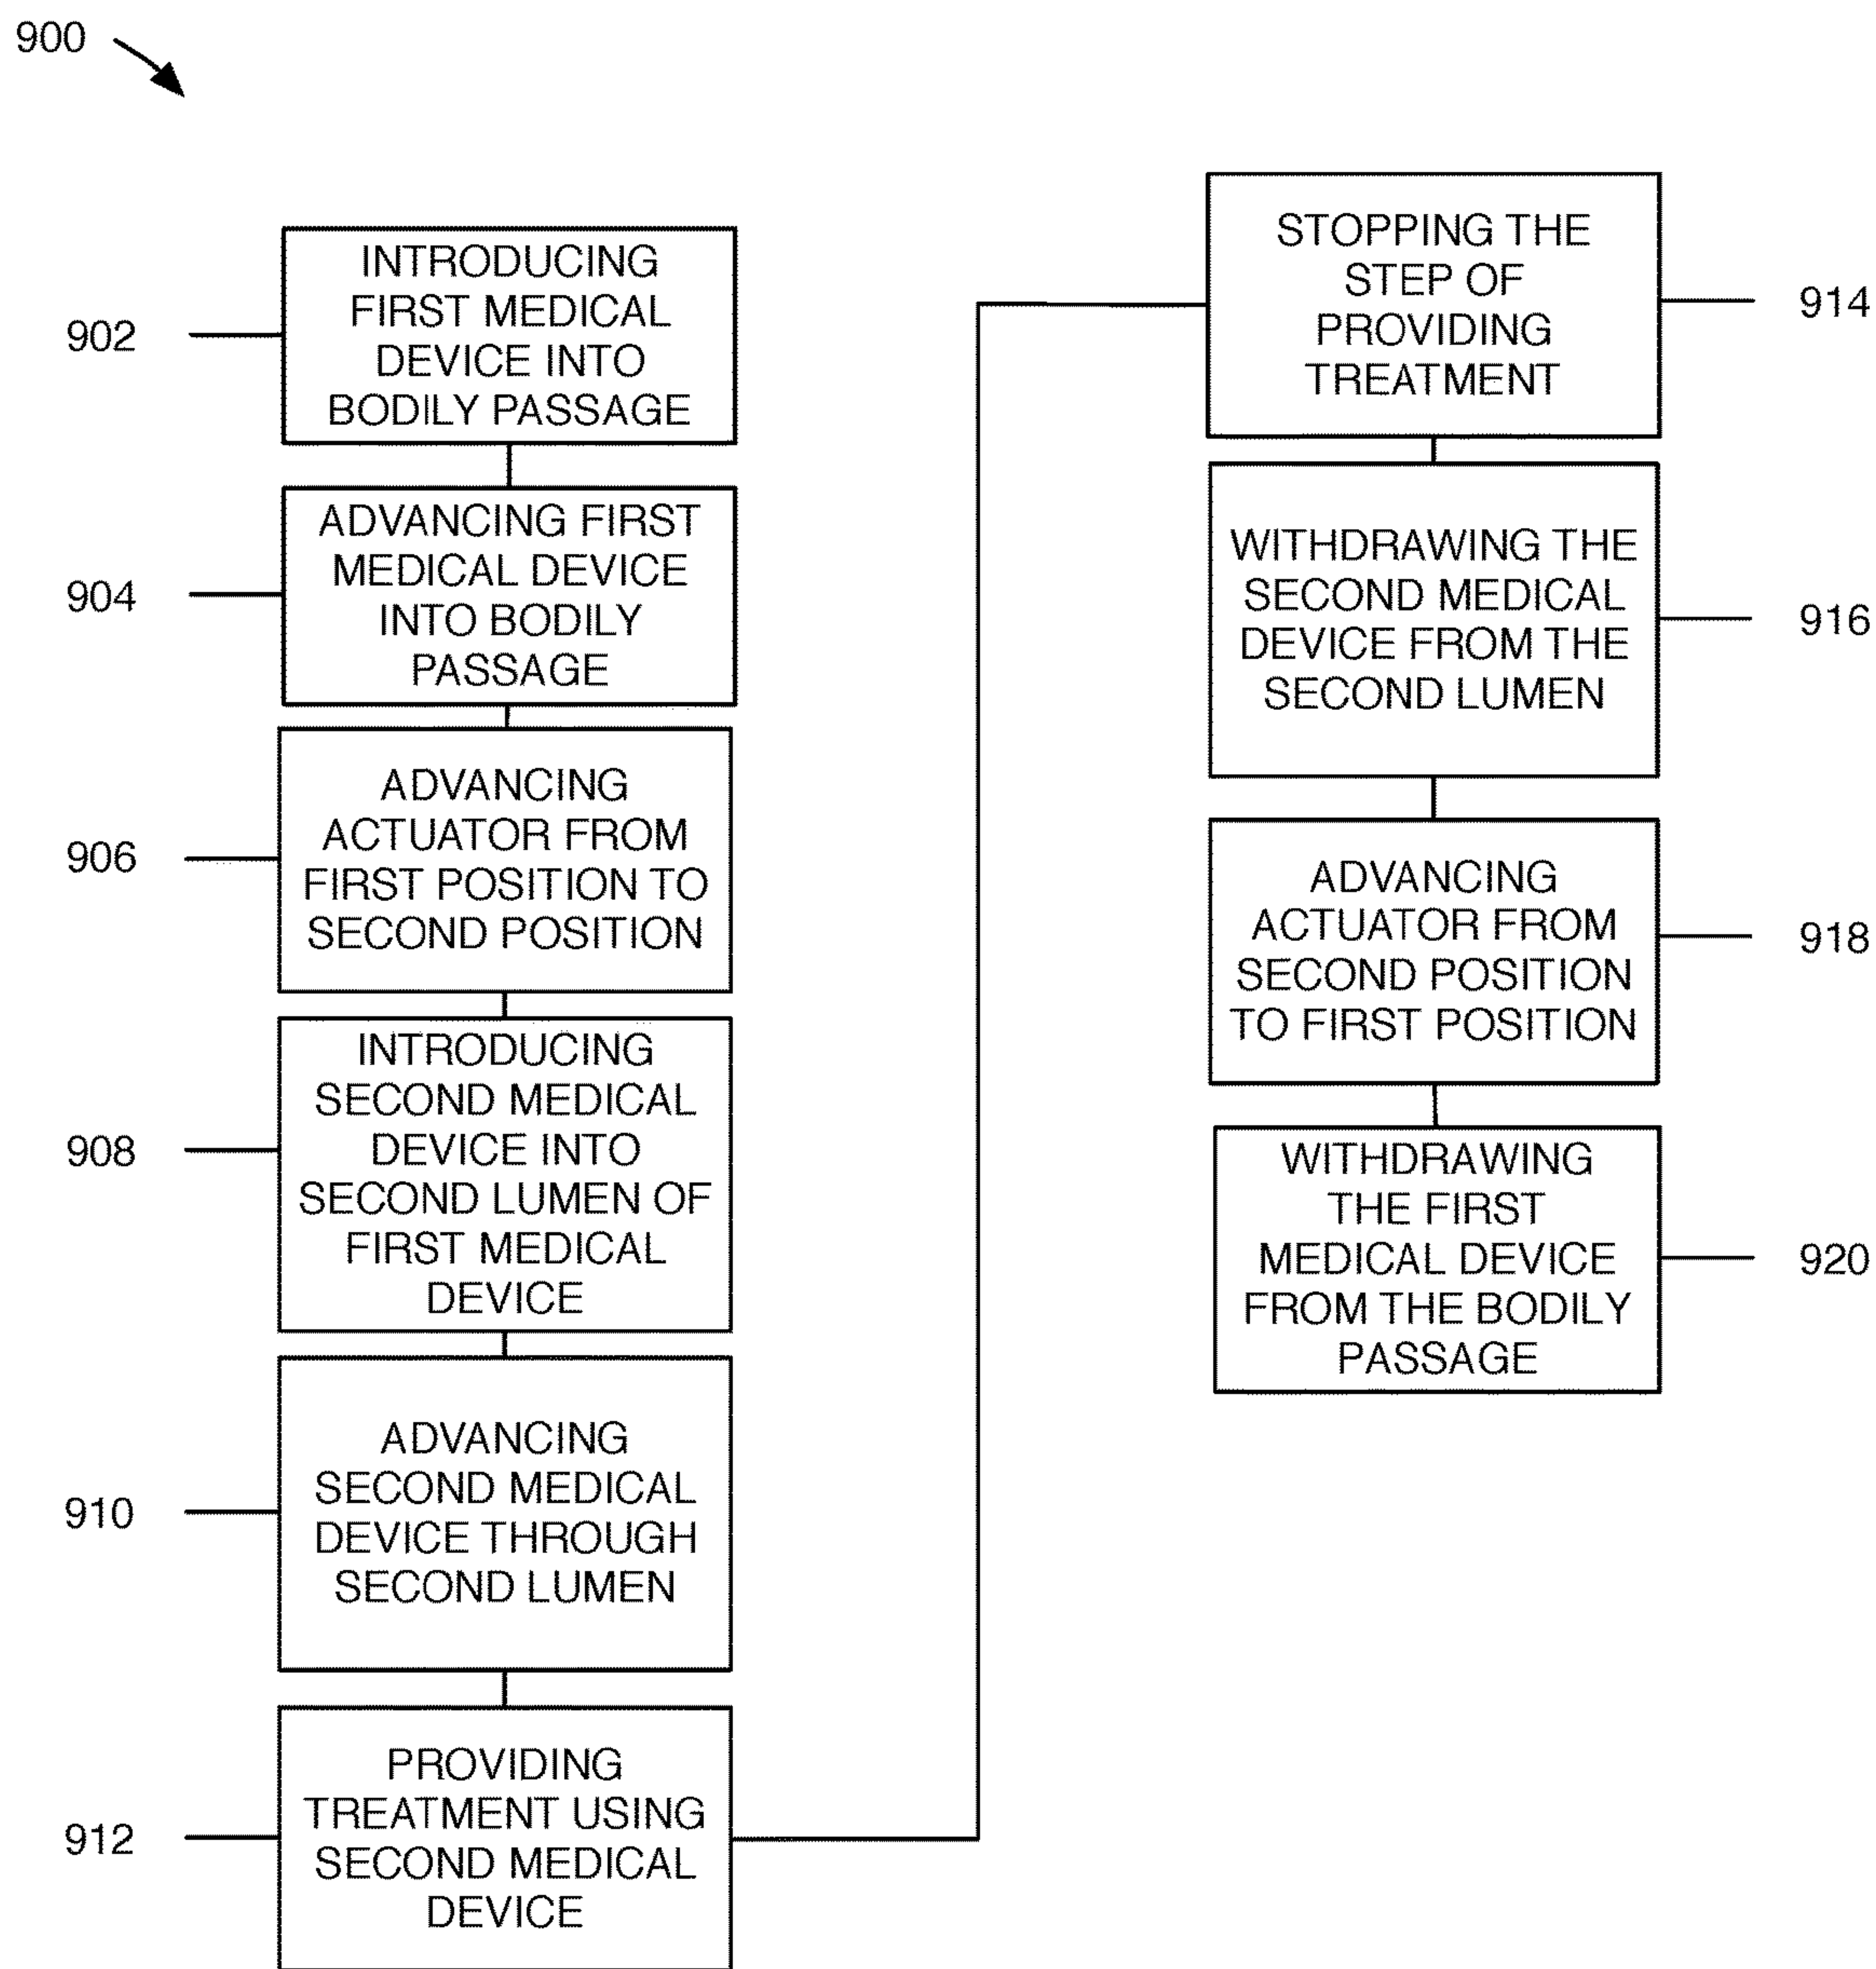 900
902
INTRODUCING
FIRST MEDICAL
DEVICE INTO
BODILY PASSAGE
904
ADVANCING FIRST
MEDICAL DEVICE
INTO BODILY
PASSAGE
906
ADVANCING
ACTUATOR FROM
FIRST POSITION TO
SECOND POSITION
908
INTRODUCING
SECOND MEDICAL
DEVICE INTO
SECOND LUMEN OF
FIRST MEDICAL
DEVICE
910
ADVANCING
SECOND MEDICAL
DEVICE THROUGH
SECOND LUMEN
912
PROVIDING
TREATMENT USING
SECOND MEDICAL
DEVICE
STOPPING THE
STEP OF
PROVIDING
TREATMENT
914
WITHDRAWING THE
SECOND MEDICAL
DEVICE FROM THE
SECOND LUMEN
916
ADVANCING
ACTUATOR FROM
SECOND POSITION
TO FIRST POSITION
918
WITHDRAWING
THE FIRST
MEDICAL DEVICE
FROM THE BODILY
PASSAGE
920